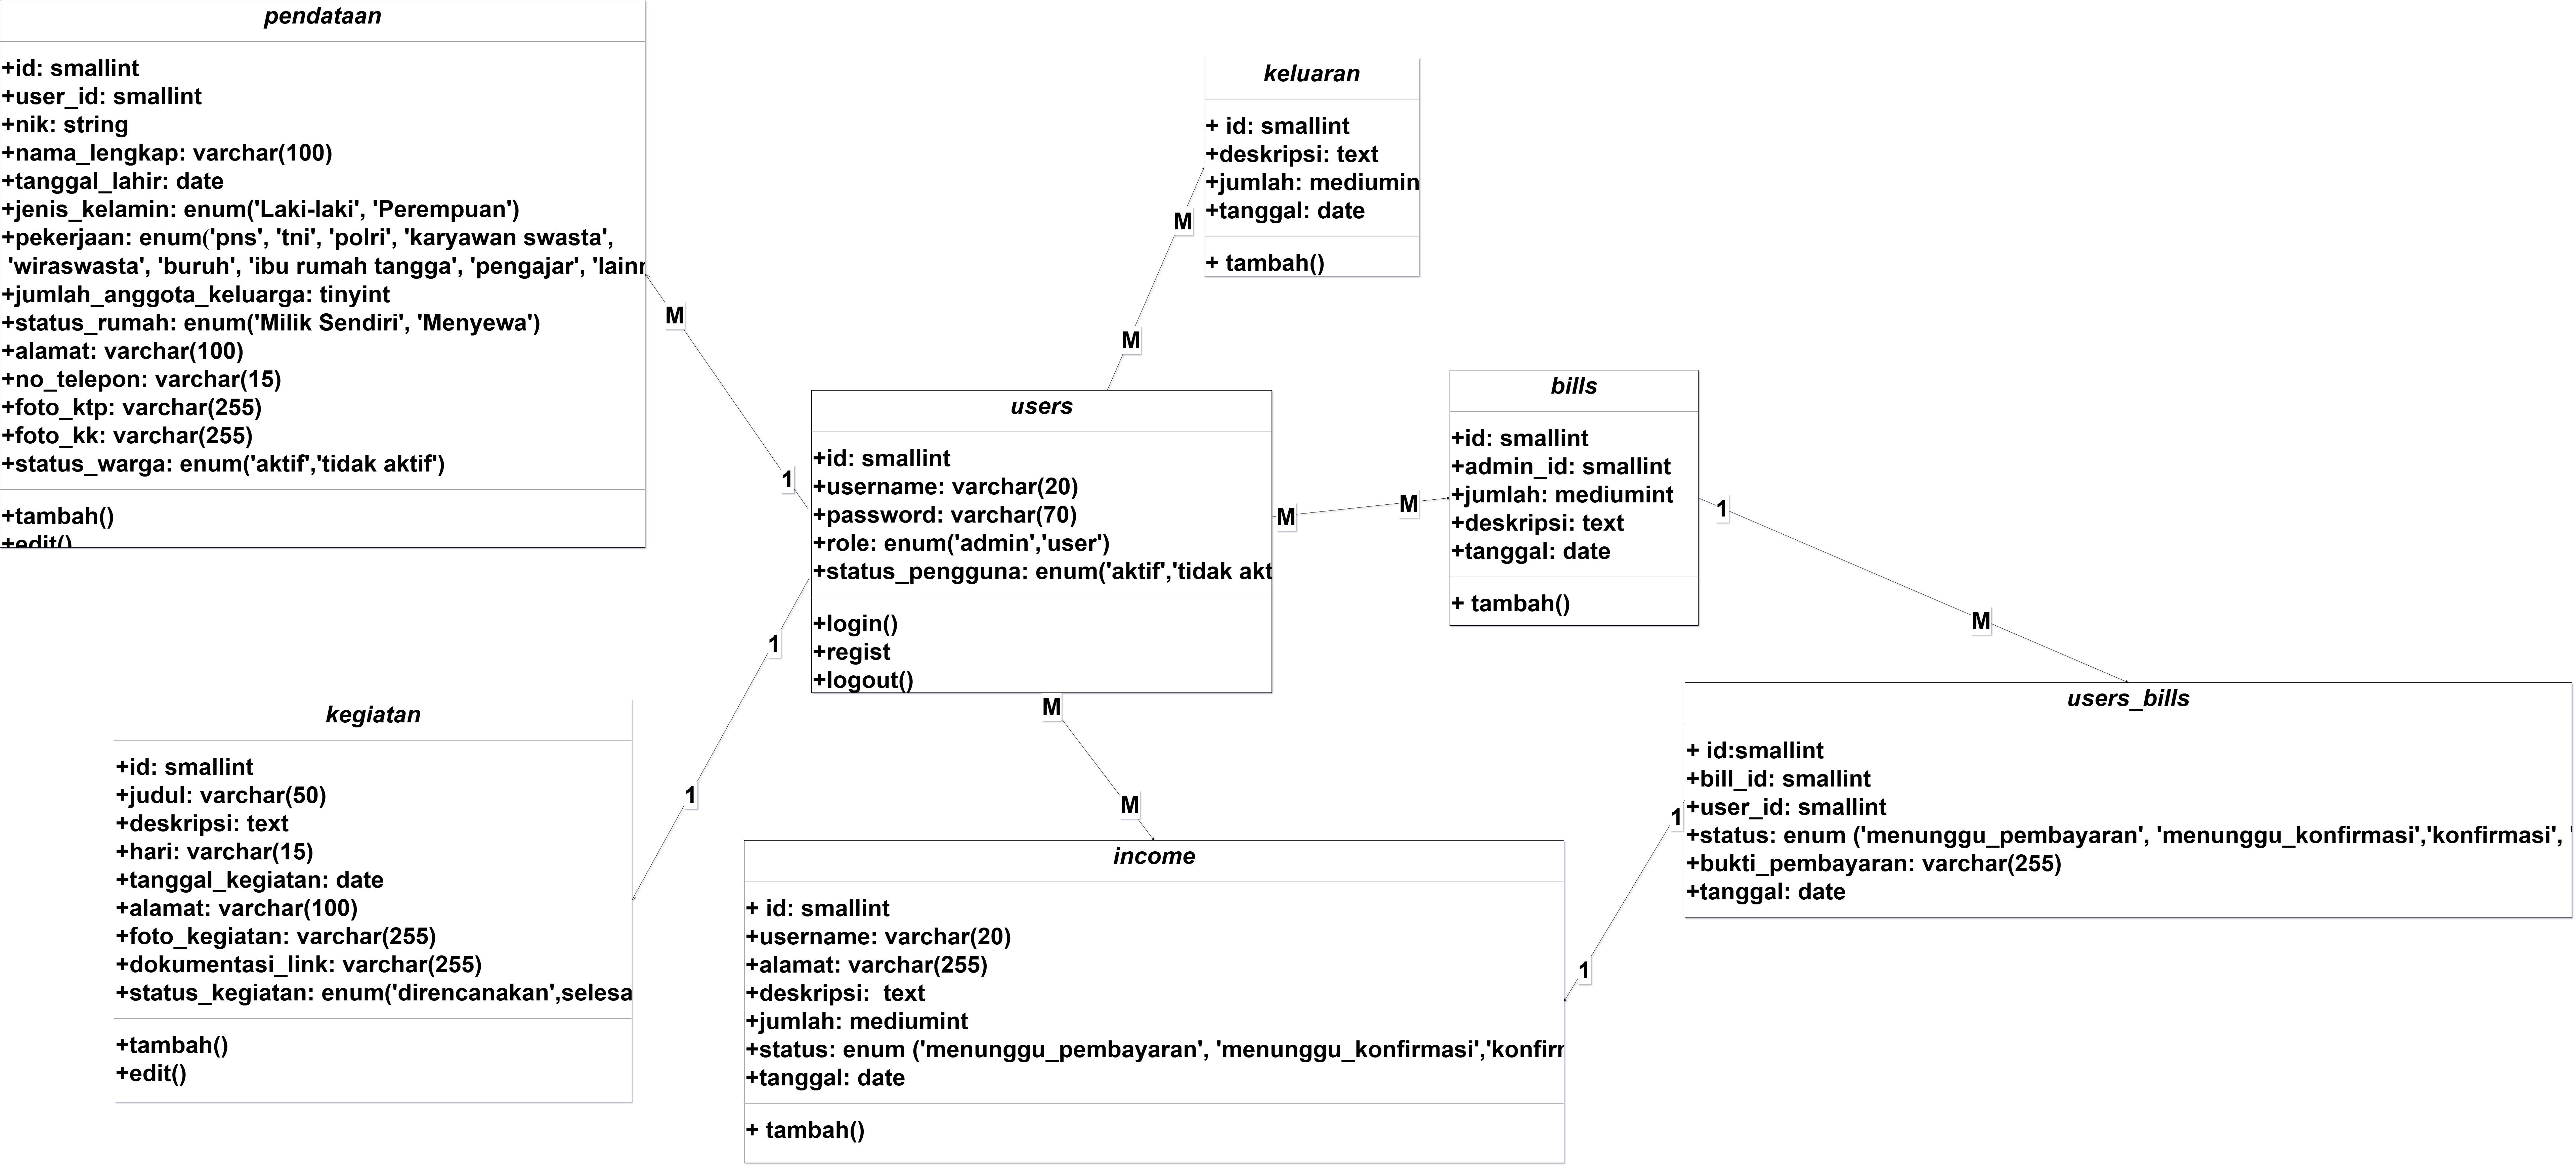 pendataan
+id: smallint
+user_id: smallint
+nik: string
+nama_lengkap: varchar(100)
+tanggal_lahir: date
+jenis_kelamin: enum('Laki-laki', 'Perempuan')
+pekerjaan: enum('pns', 'tni', 'polri', 'karyawan swasta',
'wiraswasta', 'buruh', 'ibu rumah tangga', 'pengajar',
+jumlah_anggota_keluarga: tinyint
+status_rumah: enum('Milik Sendiri', 'Menyewa')
+alamat: varchar(100)
+no_telepon: varchar(15)
+foto_ktp: varchar(255)
+foto_kk: varchar(255)
+status_warga: enum('aktif','tidak aktif')
+tambah()
+edit()
keluaran
+ id: smallint
+deskripsi: text
+jumlah: mediumin
+tanggal: date
+ tambah()
M
M
M
1
users
+id: smallint
+username: varchar(20)
+password: varchar(70)
+role: enum('admin','user')
+status_pengguna: enum('aktif','tidak akt
+login()
+regist
+logout()
M
M
bills
+id: smallint
+admin_id: smallint
+jumlah: mediumint
+deskripsi: text
+tanggal: date
+ tambah()
1
M
1
1
M
M
kegiatan
+id: smallint
+judul: varchar(50)
+deskripsi: text
+hari: varchar(15)
+tanggal_kegiatan: date
+alamat: varchar(100)
+foto_kegiatan: varchar(255)
+dokumentasi_link: varchar(255)
+status_kegiatan: enum('direncanakan',selesa
+tambah()
+edit()
users_bills
+ id:smallint
+bill_id: smallint
+user_id: smallint
+status: enum ('menunggu_pembayaran', 'menunggu_konfirmasi','konfirmasi', '
+bukti_pembayaran: varchar(255)
+tanggal: date
1
1
income
+ id: smallint
+username: varchar(20)
+alamat: varchar(255)
+deskripsi:  text
+jumlah: mediumint
+status: enum ('menunggu_pembayaran', 'menunggu_konfirmasi',
+tanggal: date
+ tambah()